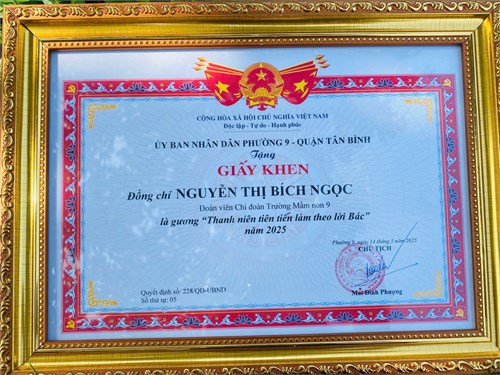 CỘNG HÒA XÃ HỘI CHỦ NGHĨA VIỆT NAM
Độc lập - Tự do - Hạnh phúc
ỦY BAN NHÂN DÂN PHƯỜNG 9 - QUẬN TÂN BÌNH
Tặng
GIẤY KHEN
Đồng chí NGUYỄN THỊ BÍCH NGỌC
Đoàn viên Chi đoàn Trường Mầm non 9
là gương "Thanh niên tiên tiến làm theo lời Bác"
năm 2025
Phường 9, ngày 14 tháng 3 năm 2025
CHỦ TỊCH
Quyết định số: 228/QĐ-UBND
Số thứ tự: 05
Mai Đình Phượng